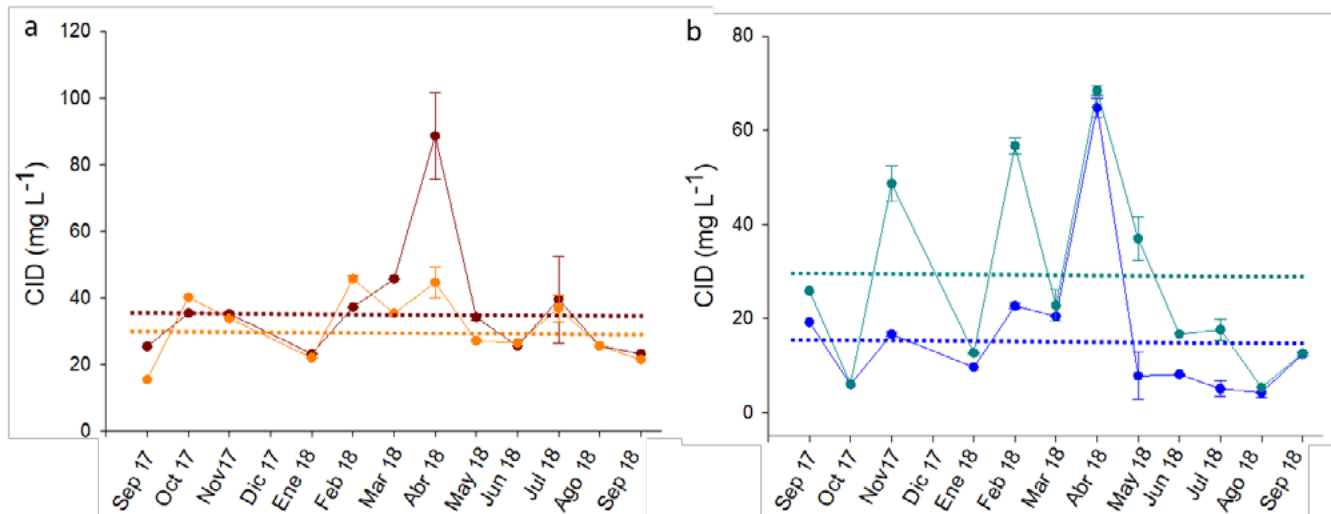 a
CID (mg L⁻¹)
120
100
80
60
40
20
0
Sep 17
Oct 17
Nov17
Dic 17
Ene 18
Feb 18
Mar 18
Abr 18
May 18
Jun 18
Jul 18
Ago 18
Sep 18
b
CID (mg L⁻¹)
80
60
40
20
0
Sep 17
Oct 17
Nov17
Dic 17
Ene 18
Feb 18
Mar 18
Abr 18
May 18
Jun 18
Jul 18
Ago 18
Sep 18